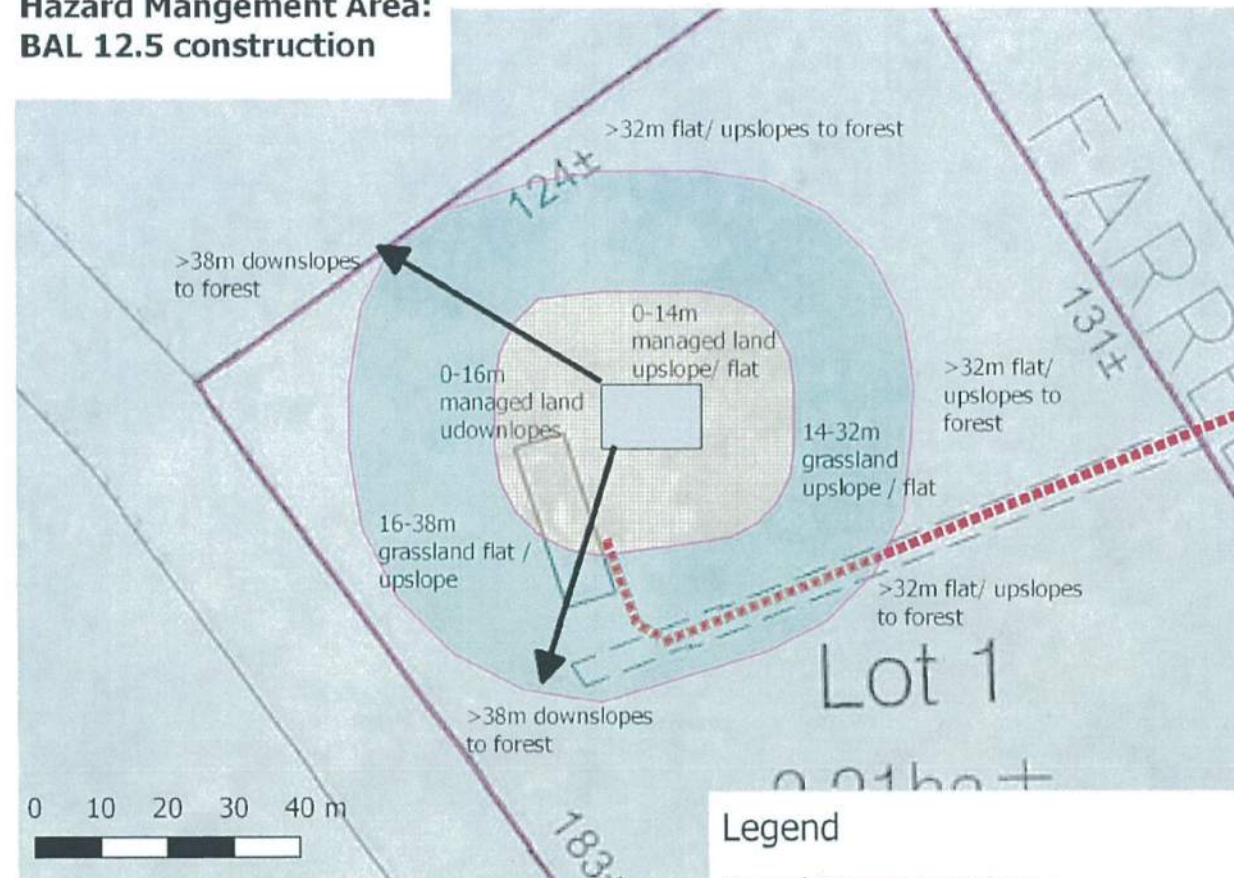 Hazard Mangement Area:
BAL 12.5 construction
>32m flat/ upslopes to forest
124±
>38m downslopes
to forest
0-14m
managed land
upslope/ flat
0-16m
managed land
udownlopes
131±
>32m flat/
upslopes to
forest
14-32m
grassland
upslope / flat
16-38m
grassland flat /
upslope
>32m flat/ upslopes
to forest
Lot 1
>38m downslopes
to forest
0 10 20 30 40 m
183
Legend